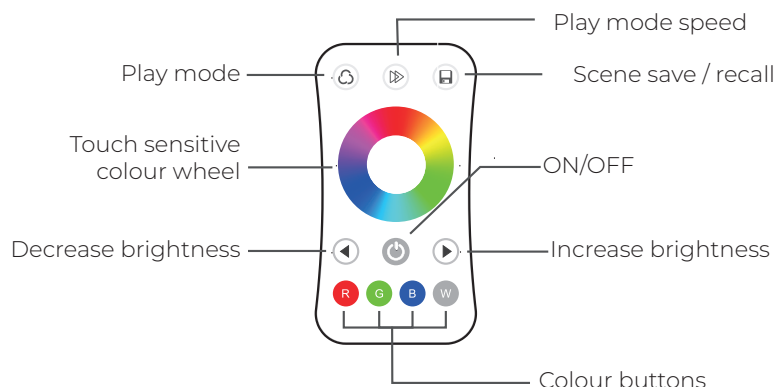 Play mode speed
Play mode
Scene save / recall
Touch sensitive
colour wheel
ON/OFF
Decrease brightness
Increase brightness
R G B W
Colour buttons